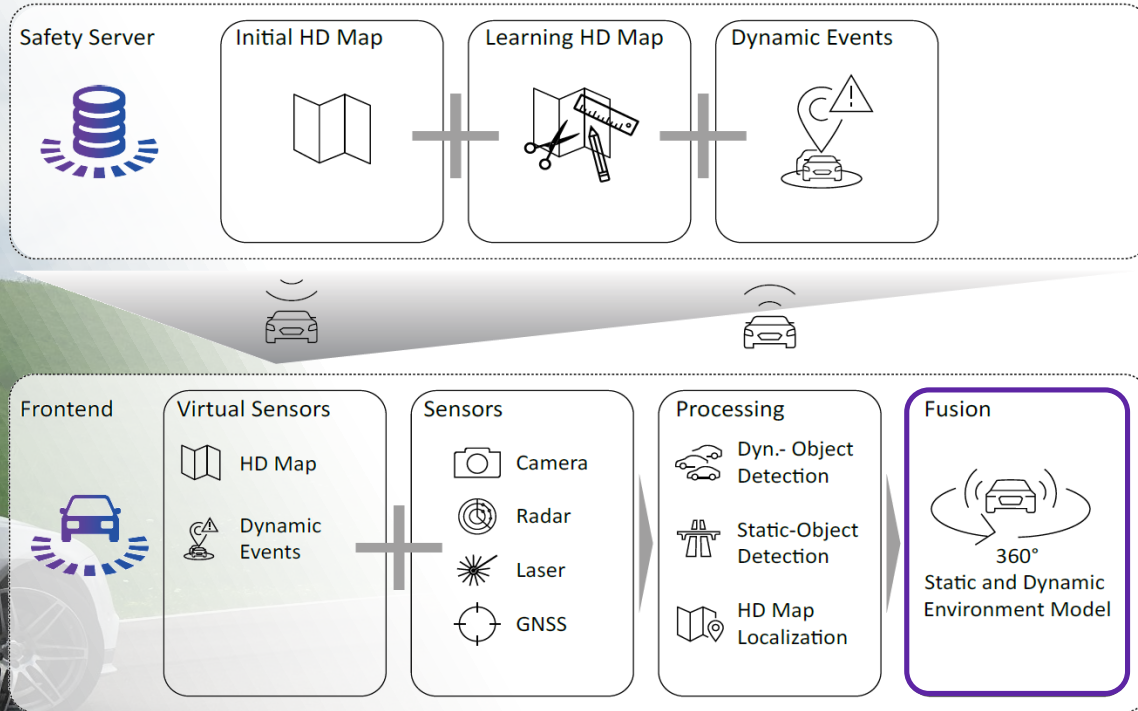 Safety Server
Initial HD Map
Learning HD Map
Dynamic Events
Frontend
Virtual Sensors
HD Map
Dynamic
Events
Sensors
Camera
Radar
Laser
GNSS
Processing
Dyn.- Object
Detection
Static-Object
Detection
HD Map
Localization
Fusion
360°
Static and Dynamic
Environment Model